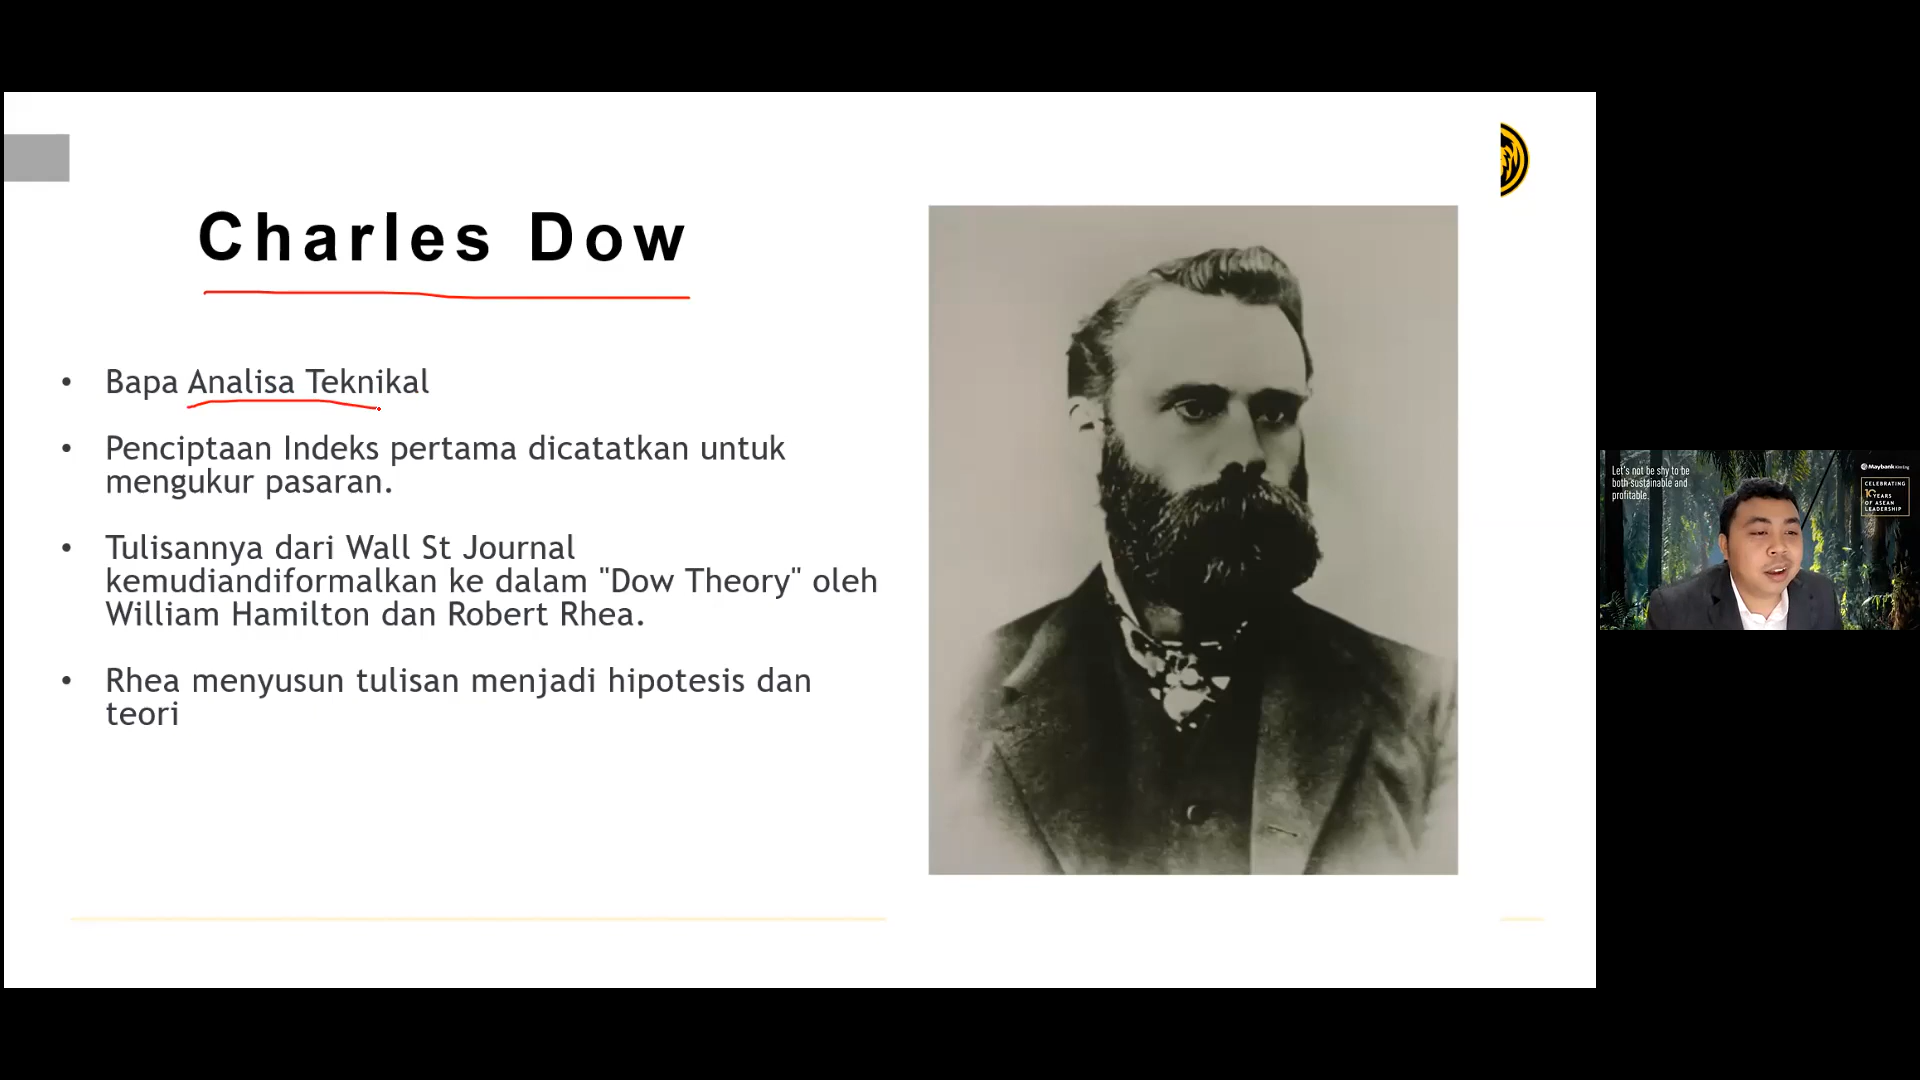 Charles Dow
• Bapa Analisa Teknikal
• Penciptaan Indeks pertama dicatatkan untuk
mengukur pasaran.
• Tulisannya dari Wall St Journal
kemudiandiformalkan ke dalam "Dow Theory" oleh
William Hamilton dan Robert Rhea.
• Rhea menyusun tulisan menjadi hipotesis dan
teori
Let's not be shy to be
both sustainable and
profitable.
Maybank Kim Eng
CELEBRATING
10 YEARS
OF ASEAN
LEADERSHIP